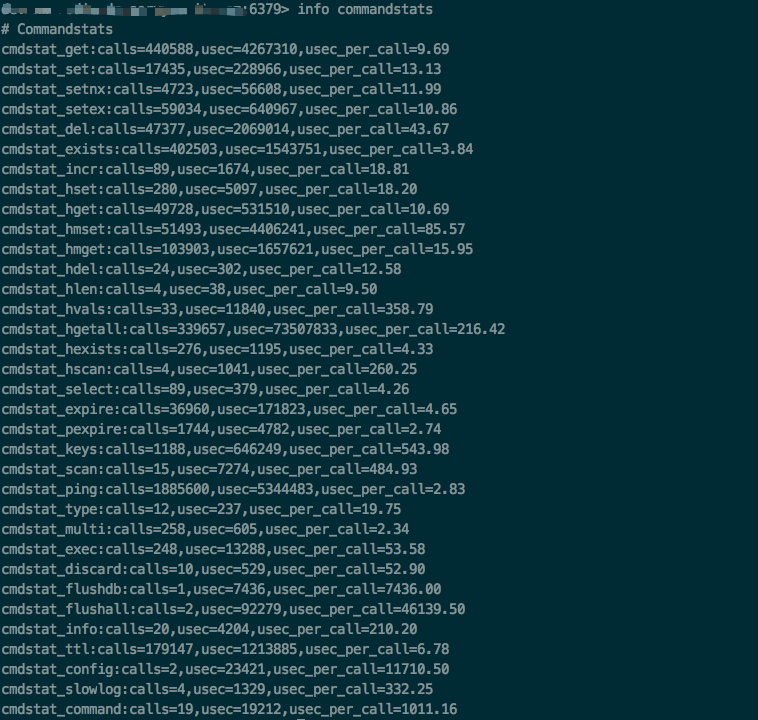 :6379> info commandstats
# Commandstats
cmdstat_get:calls=440588,usec=4267310,usec_per_call=9.69
cmdstat_set:calls=17435,usec=228966,usec_per_call=13.13
cmdstat_setnx:calls=4723,usec=56608,usec_per_call=11.99
cmdstat_setex:calls=59034,usec=640967,usec_per_call=10.86
cmdstat_del:calls=47377,usec=2069014,usec_per_call=43.67
cmdstat_exists:calls=402503,usec=1543751,usec_per_call=3.84
cmdstat_incr:calls=89,usec=1674,usec_per_call=18.81
cmdstat_hset:calls=280,usec=5097,usec_per_call=18.20
cmdstat_hget:calls=49728,usec=531510,usec_per_call=10.69
cmdstat_hmset:calls=51493,usec=4406241,usec_per_call=85.57
cmdstat_hmget:calls=103903,usec=1657621,usec_per_call=15.95
cmdstat_hdel:calls=24,usec=302,usec_per_call=12.58
cmdstat_hlen:calls=4,usec=38,usec_per_call=9.50
cmdstat_hvals:calls=33,usec=11840,usec_per_call=358.79
cmdstat_hgetall:calls=339657,usec=73507833,usec_per_call=216.42
cmdstat_hexists:calls=276,usec=1195,usec_per_call=4.33
cmdstat_hscan:calls=4,usec=1041,usec_per_call=260.25
cmdstat_select:calls=89,usec=379,usec_per_call=4.26
cmdstat_expire:calls=36960,usec=171823,usec_per_call=4.65
cmdstat_pexpire:calls=1744,usec=4782,usec_per_call=2.74
cmdstat_keys:calls=1188,usec=646249,usec_per_call=543.98
cmdstat_scan:calls=15,usec=7274,usec_per_call=484.93
cmdstat_ping:calls=1885600,usec=5344483,usec_per_call=2.83
cmdstat_type:calls=12,usec=237,usec_per_call=19.75
cmdstat_multi:calls=258,usec=605,usec_per_call=2.34
cmdstat_exec:calls=248,usec=13288,usec_per_call=53.58
cmdstat_discard:calls=10,usec=529,usec_per_call=52.90
cmdstat_flushdb:calls=1,usec=7436,usec_per_call=7436.00
cmdstat_flushall:calls=2,usec=92279,usec_per_call=46139.50
cmdstat_info:calls=20,usec=4204,usec_per_call=210.20
cmdstat_ttl:calls=179147,usec=1213885,usec_per_call=6.78
cmdstat_config:calls=2,usec=23421,usec_per_call=11710.50
cmdstat_slowlog:calls=4,usec=1329,usec_per_call=332.25
cmdstat_command:calls=19,usec=19212,usec_per_call=1011.16